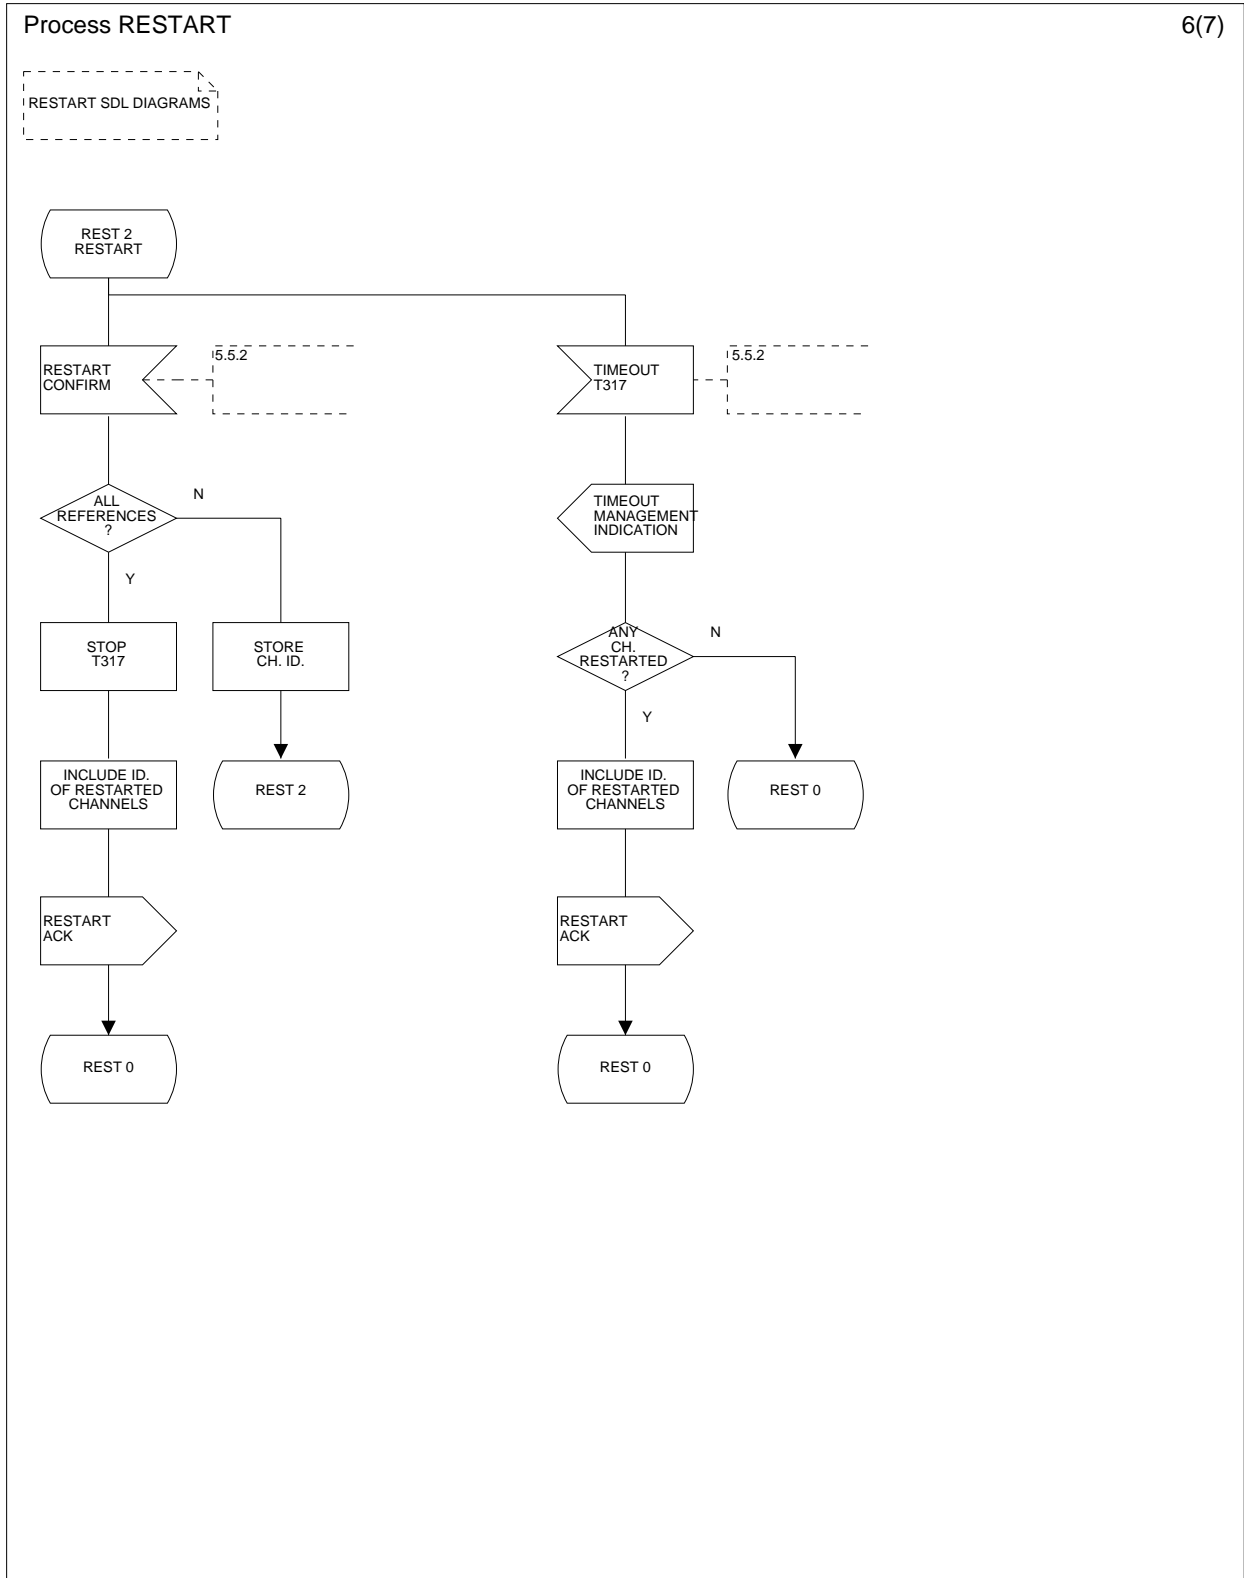 Process RESTART
6(7)
RESTART SDL DIAGRAMS
REST 2
RESTART
RESTART
CONFIRM
5.5.2
TIMEOUT
T317
5.5.2
ALL
REFERENCES
?
N
Y
TIMEOUT
MANAGEMENT
INDICATION
STOP
T317
STORE
CH. ID.
ANY
CH.
RESTARTED
?
N
Y
INCLUDE ID.
OF RESTARTED
CHANNELS
REST 2
INCLUDE ID.
OF RESTARTED
CHANNELS
REST 0
RESTART
ACK
RESTART
ACK
REST 0
REST 0